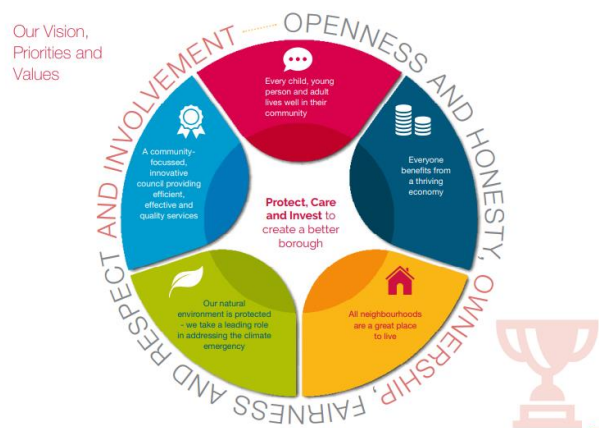 Our Vision,
Priorities and
Values
OPENNESS AND HONESTY, OWNERSHIP, FAIRNESS AND RESPECT AND INVOLVEMENT
Every child, young
person and adult
lives well in their
community
Everyone
benefits from
a thriving
economy
All neighbourhoods
are a great place
to live
Our natural
environment is protected
- we take a leading role
in addressing the climate
emergency
A community-
focussed,
innovative
council providing
efficient,
effective and
quality services
Protect, Care
and Invest to
create a better
borough